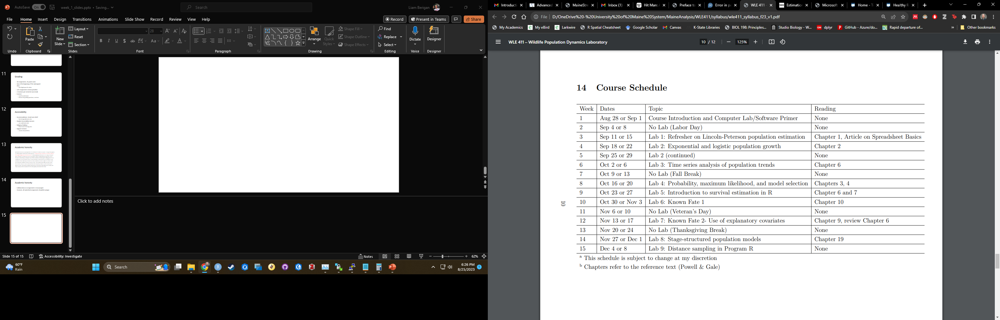 AutoSave On week_1_slides.pptx • Saving... Search Liam Berigan
File Home Insert Design Transitions Animations Slide Show Record Review View Help Record Present in Teams Share
Paste New Slide Layout Reset Section 28 Arrange Quick Styles Shape Fill Shape Outline Shape Effects Find Replace Select Dictate Designer
Undo Clipboard Slides Font Paragraph Drawing Editing Voice Designer
11
Grading
12
Accessibility
13
Academic honesty
14
Academic honesty
Collaboration on assignments is encouraged
However, all submitted assignments should be unique
15
Click to add notes
Slide 15 of 15 Accessibility: Investigate Notes 62%
60°F
Rain
Search
6:26 PM
8/25/2023
1
Introducti Advanced MaineStre Inbox (1) Hit Man: Preface to Error in p WLE 411 Estimation Microsoft Home - T Healthy R
File D:/OneDrive%20-%20University%20of%20Maine%20System/MaineAnalysis/WLE411/syllabus/wle411_syllabus_f23_v1.pdf
My Academics My eBird Larkwire R Spatial Cheatsheet Google Scholar Canvas K-State Libraries BIOL 198: Principles... Studio Biology - W... dplyr GitHub - Azure/do... Rapid departure of... » Other bookmarks
WLE 411 – Wildlife Population Dynamics Laboratory 10 / 12 125%
14 Course Schedule
Week Dates Topic Reading
1 Aug 28 or Sep 1 Course Introduction and Computer Lab/Software Primer None
2 Sep 4 or 8 No Lab (Labor Day) None
3 Sep 11 or 15 Lab 1: Refresher on Lincoln-Peterson population estimation Chapter 1, Article on Spreadsheet Basics
4 Sep 18 or 22 Lab 2: Exponential and logistic population growth Chapter 2
5 Sep 25 or 29 Lab 2 (continued) None
6 Oct 2 or 6 Lab 3: Time series analysis of population trends Chapter 6
7 Oct 9 or 13 No Lab (Fall Break) None
8 Oct 16 or 20 Lab 4: Probability, maximum likelihood, and model selection Chapters 3, 4
9 Oct 23 or 27 Lab 5: Introduction to survival estimation in R Chapter 6 and 7
10 Oct 30 or Nov 3 Lab 6: Known Fate 1 Chapter 10
11 Nov 6 or 10 No Lab (Veteran's Day) None
12 Nov 13 or 17 Lab 7: Known Fate 2- Use of explanatory covariates Chapter 9, review Chapter 6
13 Nov 20 or 24 No Lab (Thanksgiving Break) None
14 Nov 27 or Dec 1 Lab 8: Stage-structured population models Chapter 19
15 Dec 4 or 8 Lab 9: Distance sampling in Program R None
a This schedule is subject to change at my discretion
b Chapters refer to the reference text (Powell & Gale)
10